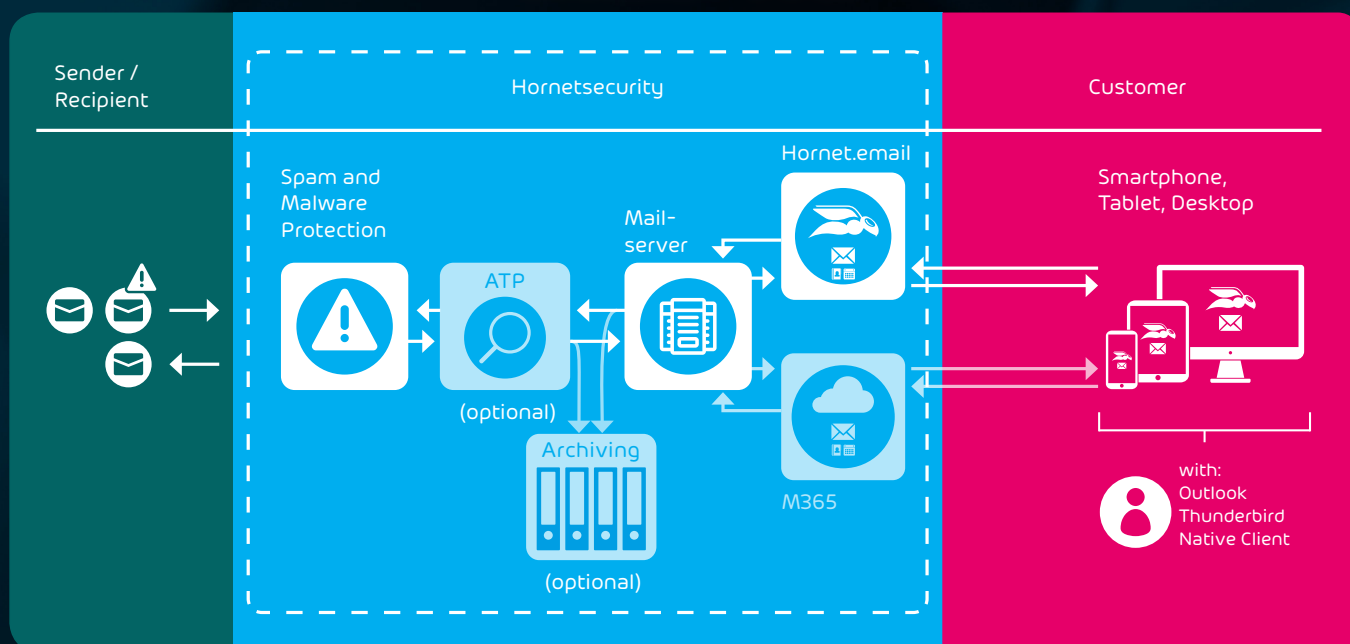 Sender /
Recipient
Hornetsecurity
Customer
Spam and
Malware
Protection
ATP
(optional)
Archiving
(optional)
Mail-
server
Hornet.email
M365
Smartphone,
Tablet, Desktop
with:
Outlook
Thunderbird
Native Client